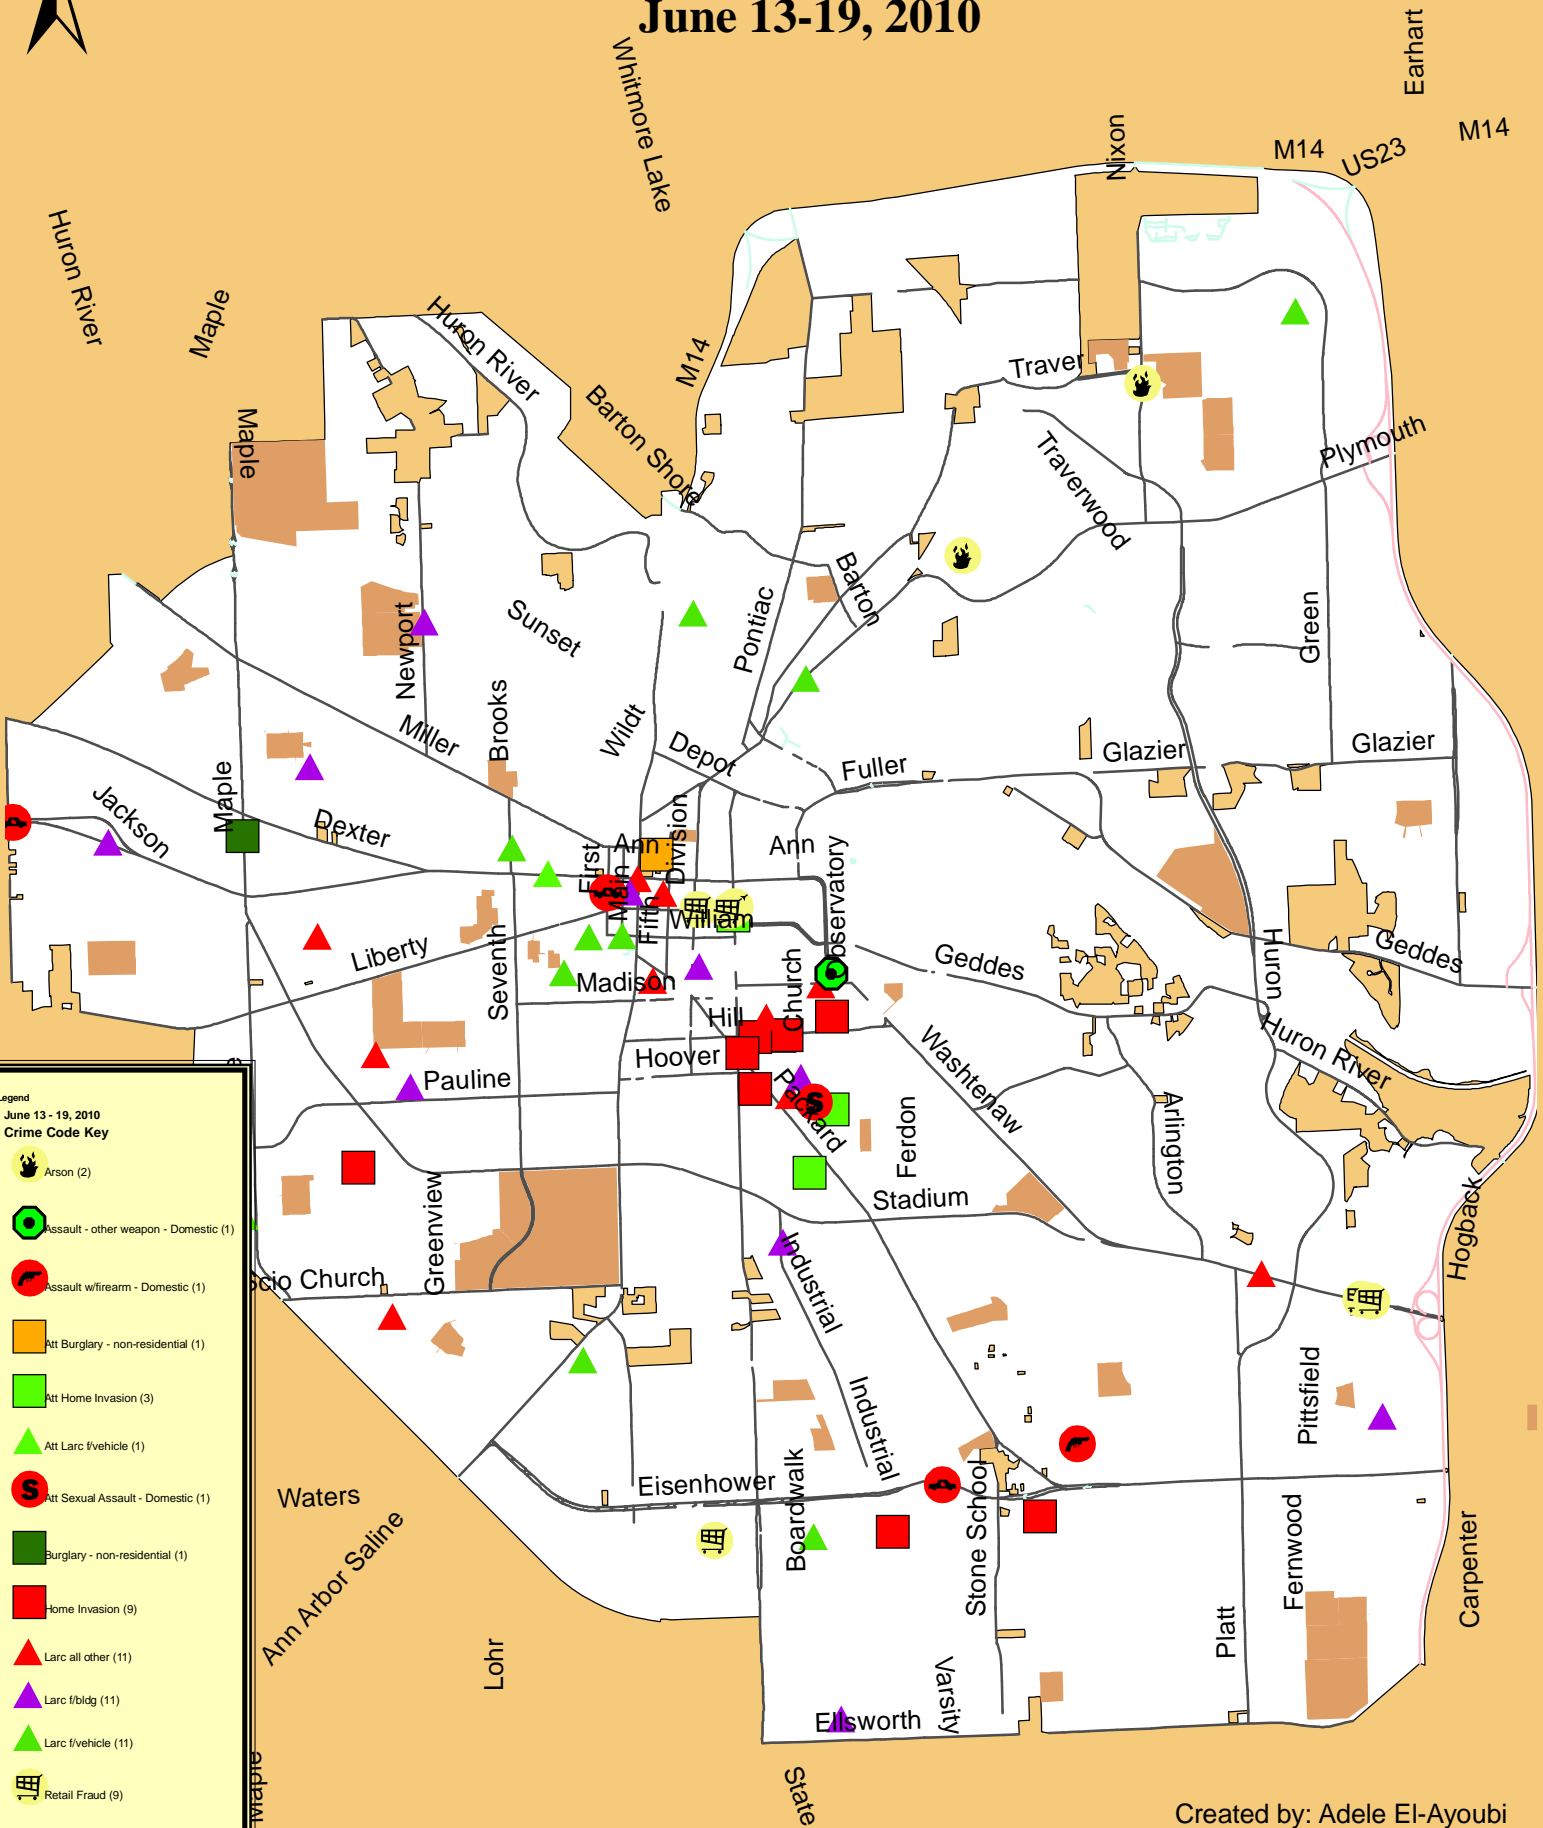 June 13-19, 2010
Earhart
Whitmore Lake
M14
Nixon
M14
US23
Huron River
Maple
Huron River
M14
Traver
Barton Shore
Maple
Plymouth
Traverwood
Barton
Sunset
Pontiac
Green
Newport
Brooks
Wildt
Miller
Depot
Glazier
Glazier
Fuller
Maple
Jackson
Dexter
Division
Ann
Ann
First
Main
Observatory
Fifth
William
Liberty
Seventh
Geddes
Geddes
Madison
Church
Huron
Hill
Hoover
Washtenaw
Huron River
Pauline
Packard
Ferdon
Arlington
Greenview
Stadium
Hogback
Industrial
Scio Church
Pittsfield
Industrial
Eisenhower
Boardwalk
Stone School
Waters
Fernwood
Carpenter
Ann Arbor Saline
Lohr
Platt
Varsity
Ellsworth
State
Maple
Legend
June 13 - 19, 2010
Crime Code Key
Arson (2)
Assault - other weapon - Domestic (1)
Assault w/firearm - Domestic (1)
Att Burglary - non-residential (1)
Att Home Invasion (3)
Att Larc f/vehicle (1)
Att Sexual Assault - Domestic (1)
Burglary - non-residential (1)
Home Invasion (9)
Larc all other (11)
Larc f/bldg (11)
Larc f/vehicle (11)
Retail Fraud (9)
Created by: Adele El-Ayoubi